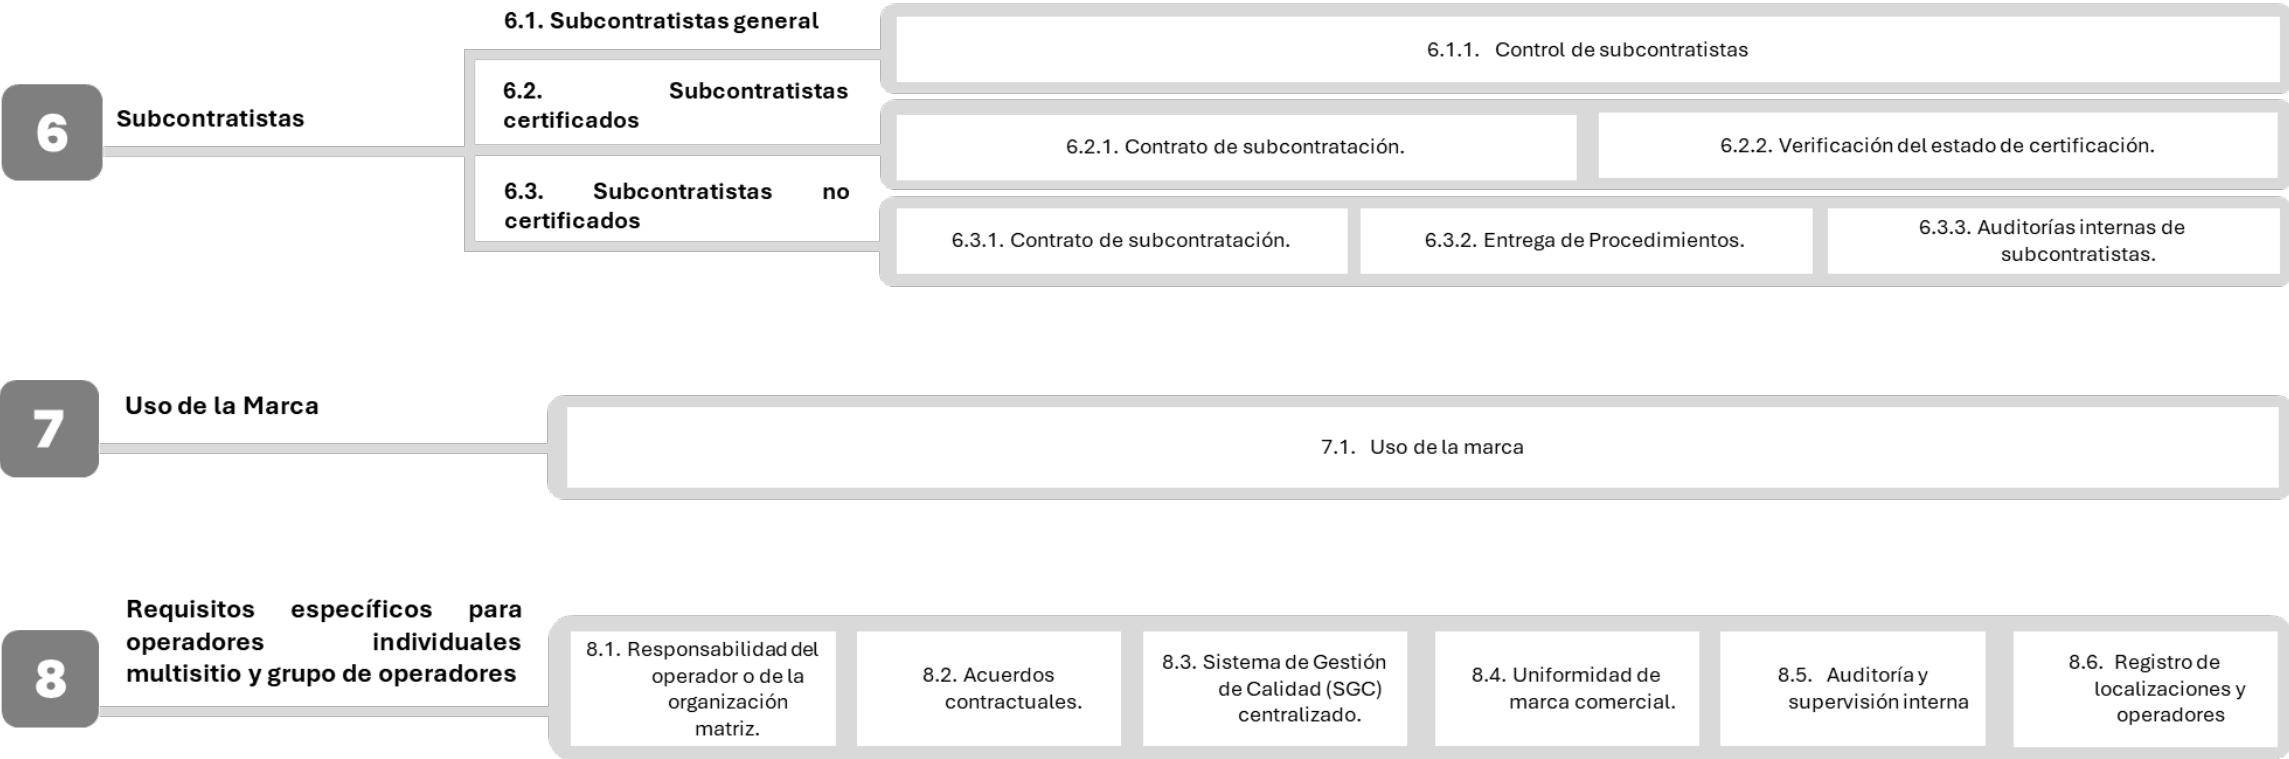 6
Subcontratistas
6.1. Subcontratistas general
6.1.1. Control de subcontratistas
6.2. Subcontratistas
certificados
6.2.1. Contrato de subcontratación.
6.2.2. Verificación del estado de certificación.
6.3. Subcontratistas no
certificados
6.3.1. Contrato de subcontratación.
6.3.2. Entrega de Procedimientos.
6.3.3. Auditorías internas de
subcontratistas.
7
Uso de la Marca
7.1. Uso de la marca
8
Requisitos específicos para
operadores individuales
multisitio y grupo de operadores
8.1. Responsabilidad del
operador o de la
organización
matriz.
8.2. Acuerdos
contractuales.
8.3. Sistema de Gestión
de Calidad (SGC)
centralizado.
8.4. Uniformidad de
marca comercial.
8.5. Auditoría y
supervisión interna
8.6. Registro de
localizaciones y
operadores